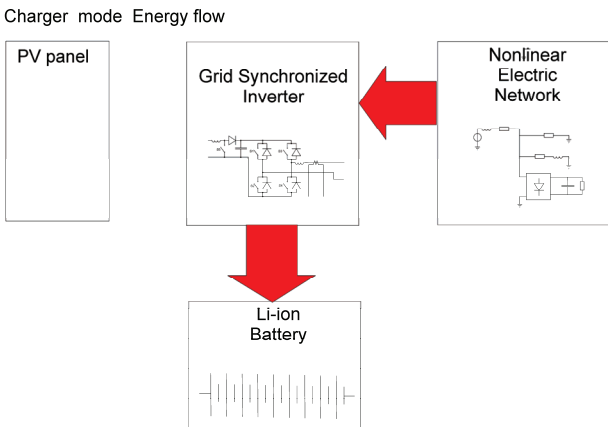 Charger mode Energy flow
PV panel
Grid Synchronized
Inverter
Nonlinear
Electric
Network
Li-ion
Battery